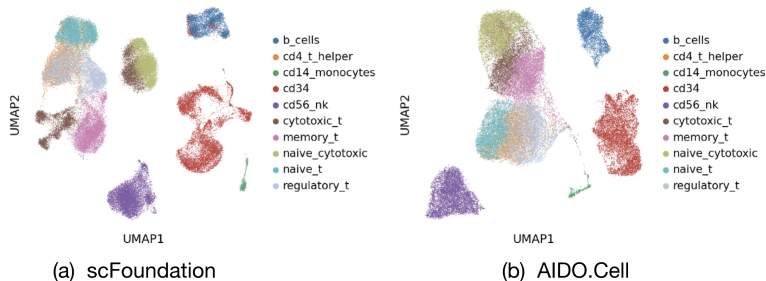 UMAP2
b_cells
cd4_t_helper
cd14_monocytes
cd34
cd56_nk
cytotoxic_t
memory_t
naive_cytotoxic
naive_t
regulatory_t
UMAP1
(a) scFoundation
UMAP2
b_cells
cd4_t_helper
cd14_monocytes
cd34
cd56_nk
cytotoxic_t
memory_t
naive_cytotoxic
naive_t
regulatory_t
UMAP1
(b) AIDO.Cell